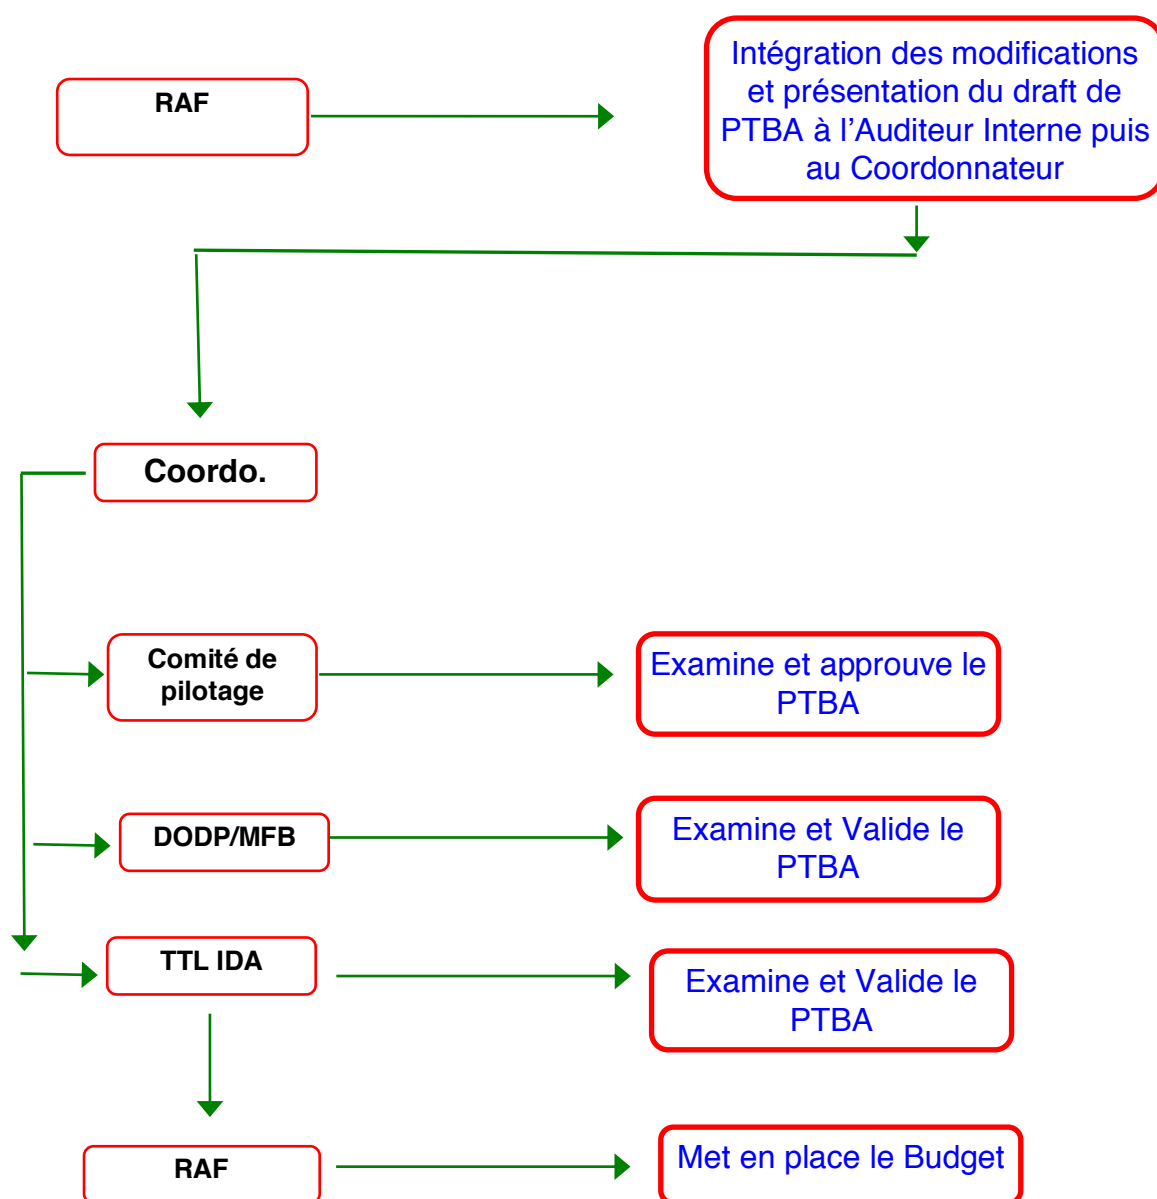 RAF
Intégration des modifications
et présentation du draft de
PTBA à l’Auditeur Interne puis
au Coordonnateur
Coordo.
Comité de
pilotage
Examine et approuve le
PTBA
DODP/MFB
Examine et Valide le
PTBA
TTL IDA
Examine et Valide le
PTBA
RAF
Met en place le Budget